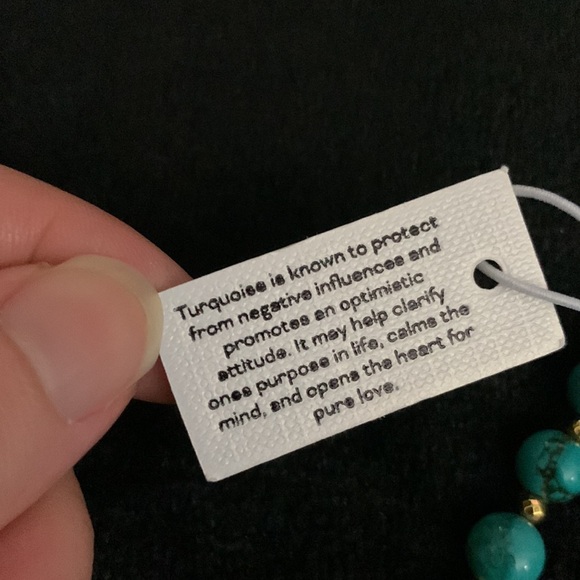 Turquoise is known to protect
from negative influences and
promotes an optimistic
attitude. It may help clarify
ones purpose in life, calms the
mind, and opens the heart for
pure love.